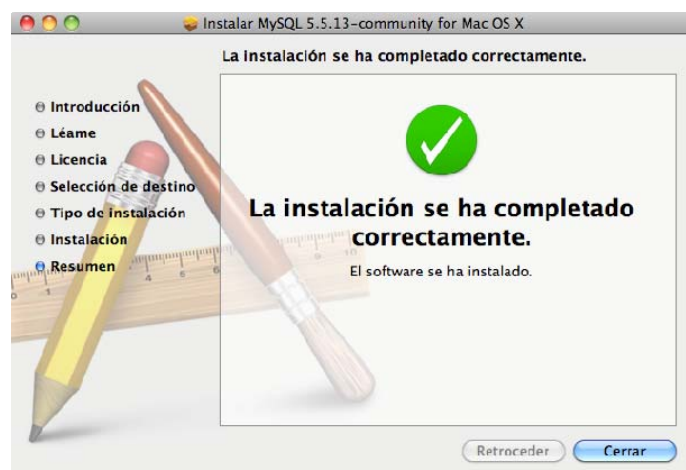 Instalar MySQL 5.5.13-community for Mac OS X
La instalación se ha completado correctamente.
Introducción
Léame
Licencia
Selección de destino
Tipo de instalación
Instalación
Resumen
La instalación se ha completado
correctamente.
El software se ha instalado.
Retroceder
Cerrar